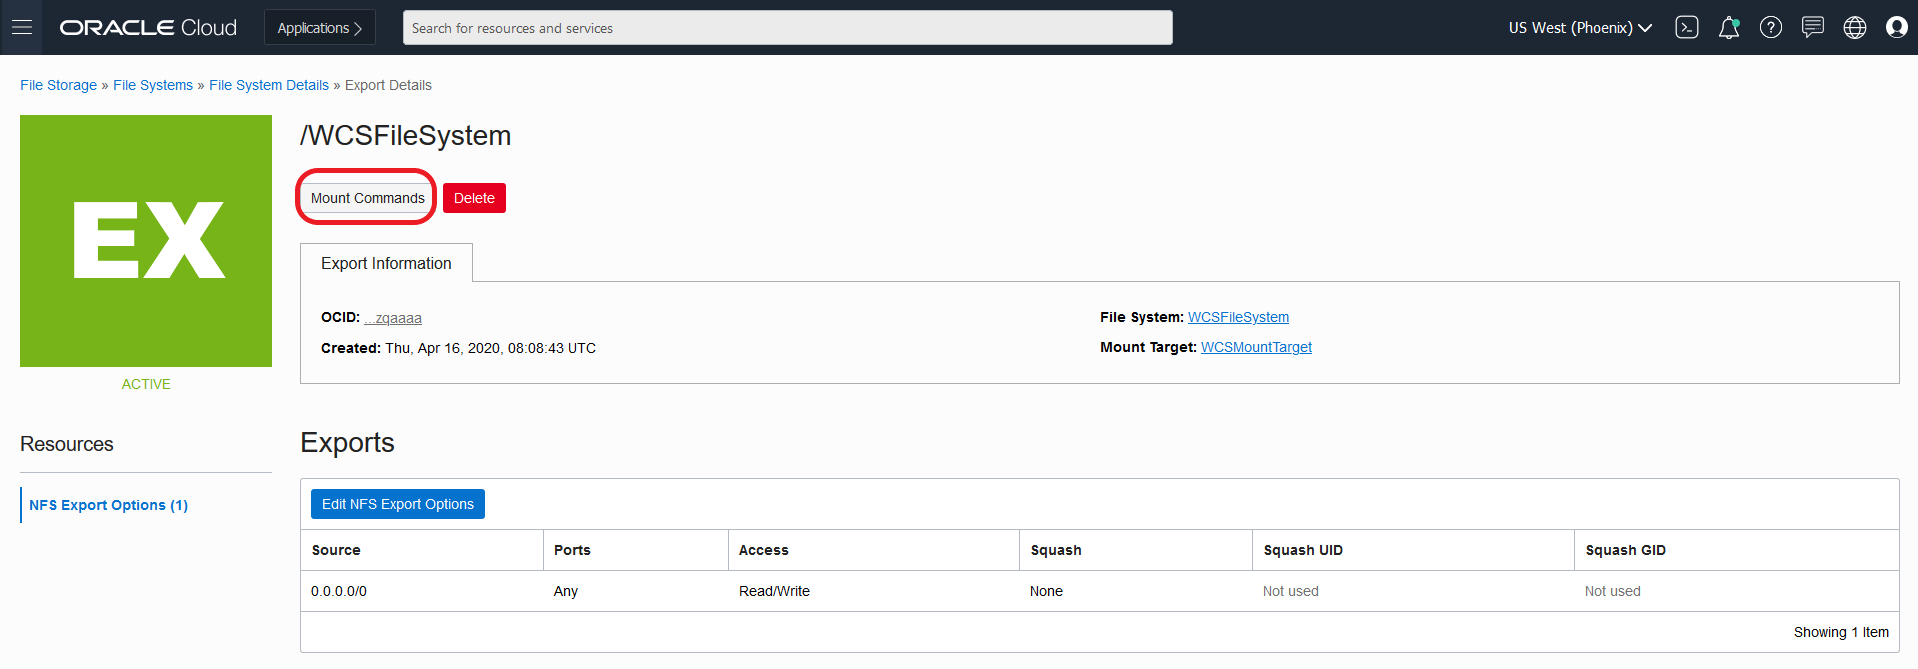 ORACLE Cloud Applications > Search for resources and services US West (Phoenix)
File Storage » File Systems » File System Details » Export Details
EX
ACTIVE
Resources
NFS Export Options (1)
/WCSFileSystem
Mount Commands Delete
Export Information
OCID: ...zqaaaa
Created: Thu, Apr 16, 2020, 08:08:43 UTC
File System: WCSFileSystem
Mount Target: WCSMountTarget
Exports
Edit NFS Export Options
Source Ports Access Squash Squash UID Squash GID
0.0.0.0/0 Any Read/Write None Not used Not used
Showing 1 Item